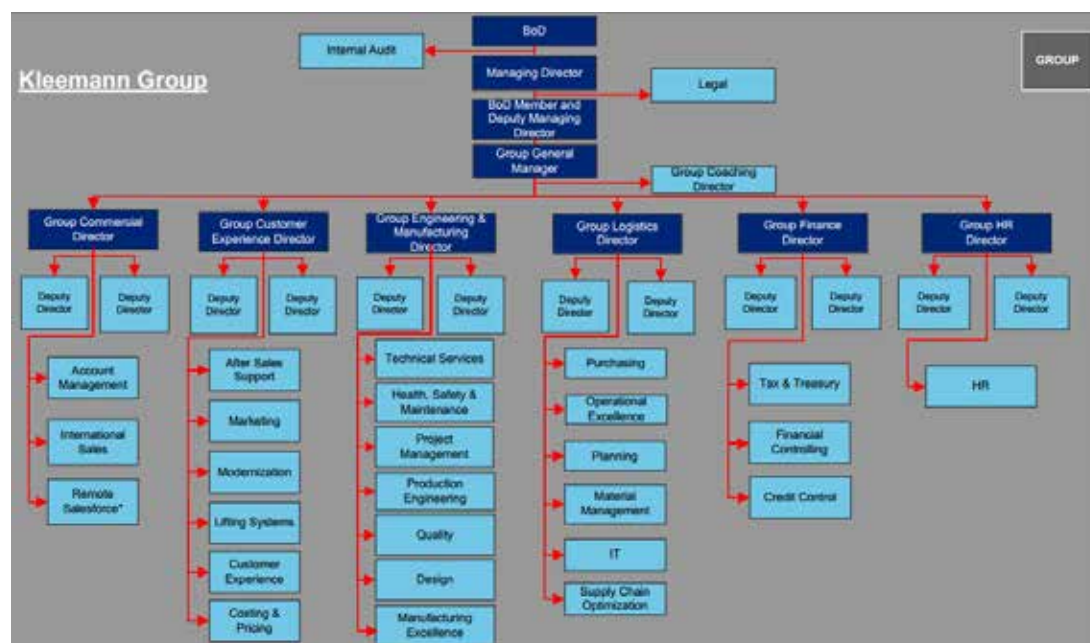 BoD
Internal Audit
GROUP
Kleemann Group
Managing Director
Legal
BoD Member and
Deputy Managing
Director
Group General
Manager
Group Coaching
Director
Group Commercial
Director
Group Customer
Experience Director
Group Engineering &
Manufacturing
Director
Group Logistics
Director
Group Finance
Director
Group HR
Director
Deputy
Director
Deputy
Director
Deputy
Director
Deputy
Director
Deputy
Director
Deputy
Director
Deputy
Director
Deputy
Director
Deputy
Director
Deputy
Director
Deputy
Director
Deputy
Director
Account
Management
International
Sales
Remote
Salesforce*
After Sales
Support
Marketing
Modernization
Lifting Systems
Customer
Experience
Costing &
Pricing
Technical Services
Health, Safety &
Maintenance
Project
Management
Production
Engineering
Quality
Design
Manufacturing
Excellence
Purchasing
Operational
Excellence
Planning
Material
Management
IT
Supply Chain
Optimization
Tax & Treasury
Financial
Controlling
Credit Control
HR